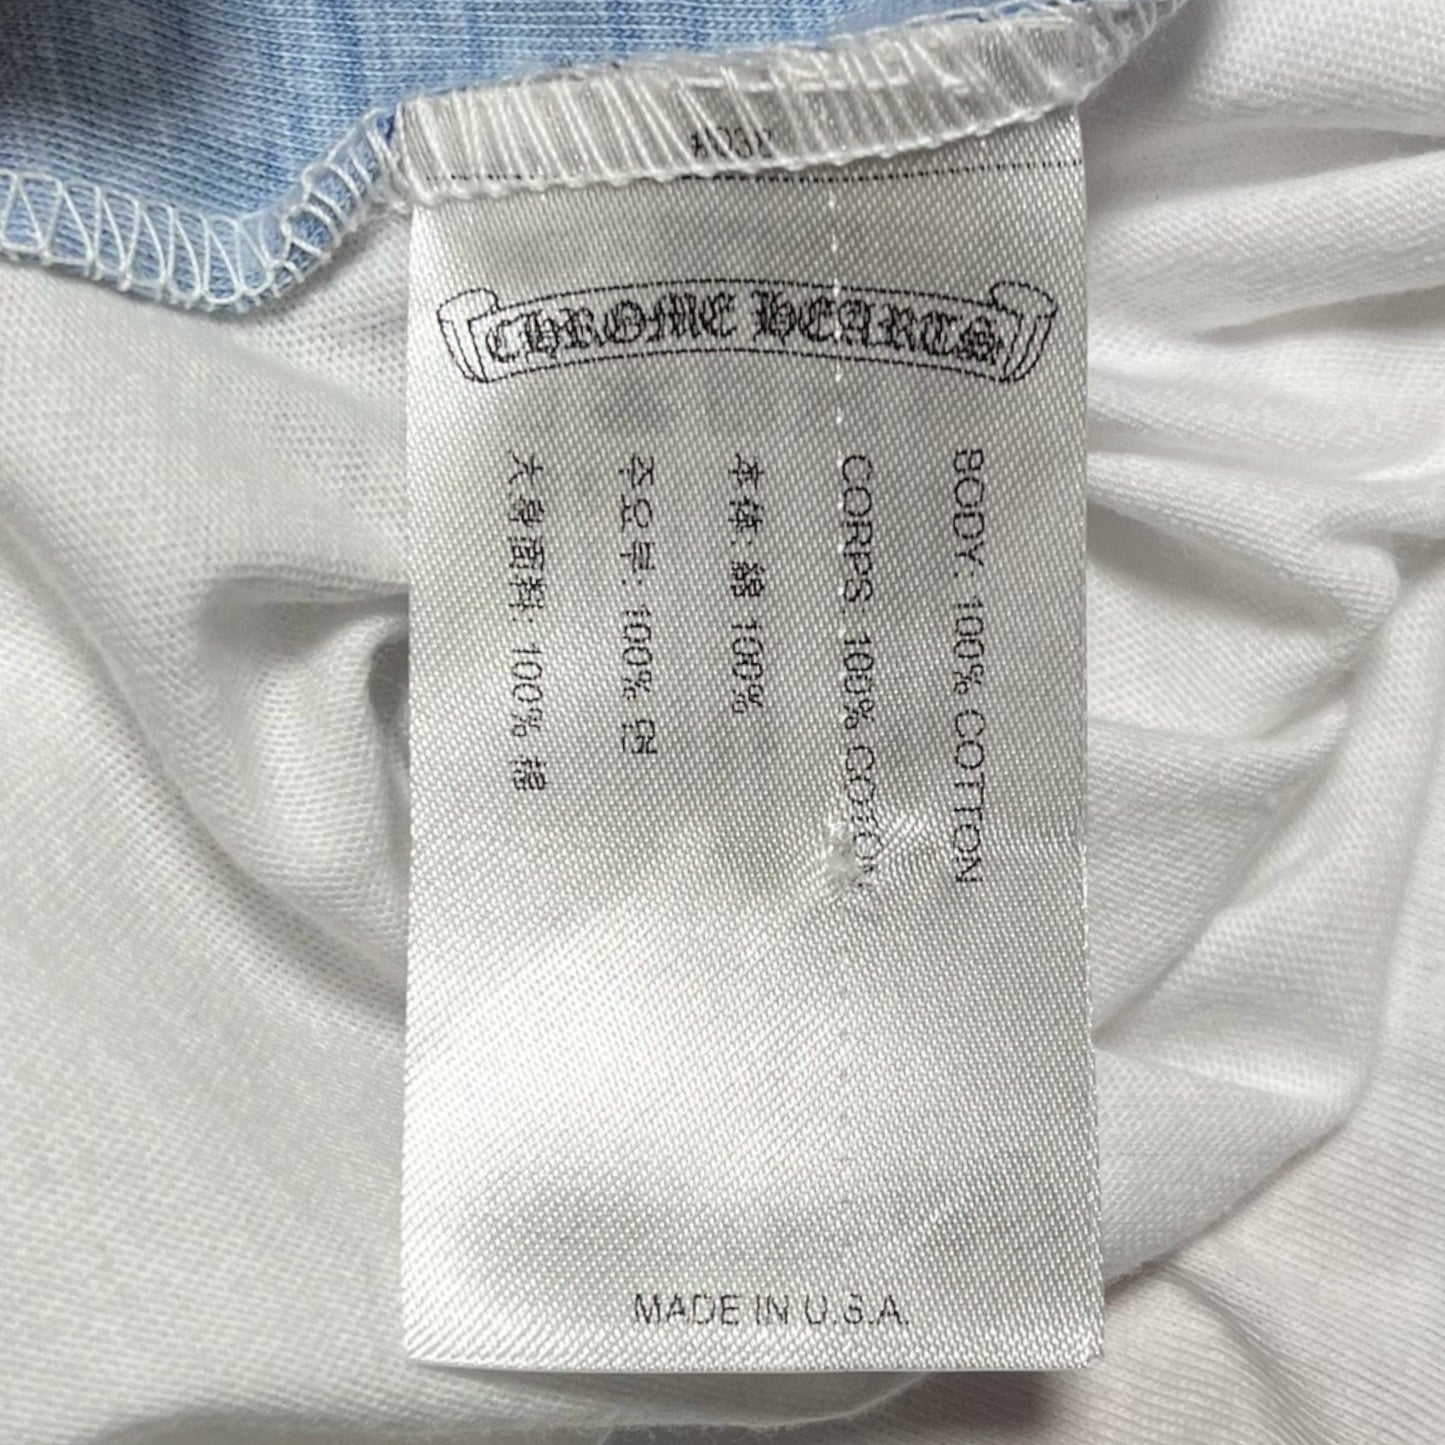 CHROME HEARTS
BODY: 100% COTTON
CORPS: 100% COTON
本体: 綿 100%
주요부: 100% 면
大身面料: 100% 棉
MADE IN U.S.A.